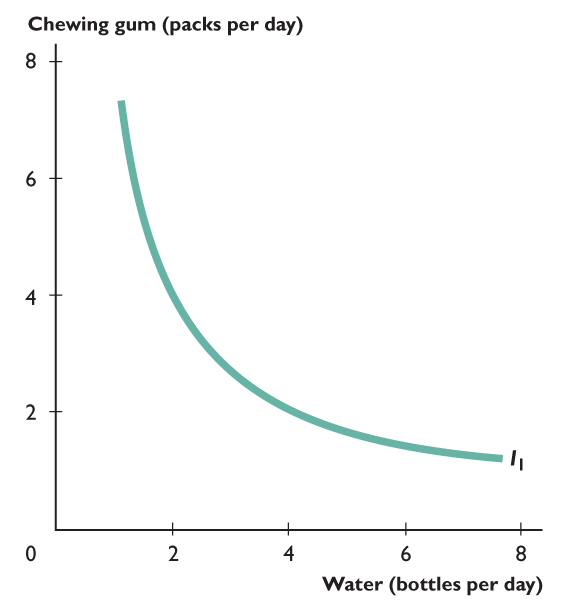 Chewing gum (packs per day)
8
6
4
2
I₁
0 2 4 6 8
Water (bottles per day)